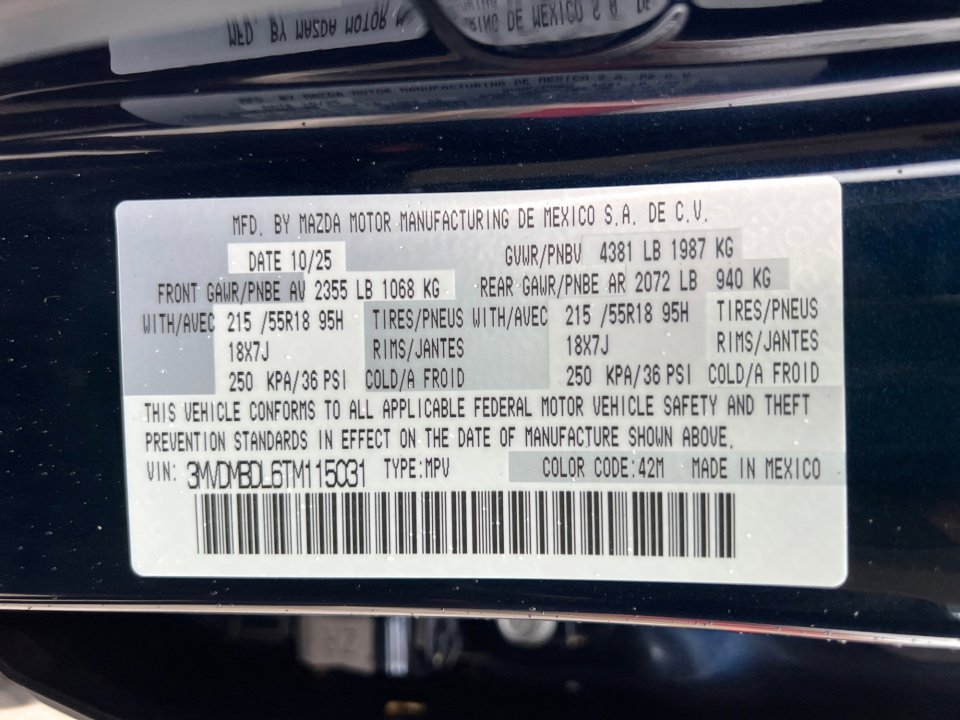 MFD. BY MAZDA MOTOR MANUFACTURING DE MEXICO S.A. DE C.V.
DATE 10/25 GVWR/PNBV 4381 LB 1987 KG
FRONT GAWR/PNBE AV 2355 LB 1068 KG REAR GAWR/PNBE AR 2072 LB 940 KG
WITH/AVEC 215 /55R18 95H TIRES/PNEUS WITH/AVEC 215 /55R18 95H TIRES/PNEUS
18X7J RIMS/JANTES 18X7J RIMS/JANTES
250 KPA/36 PSI COLD/A FROID 250 KPA/36 PSI COLD/A FROID
THIS VEHICLE CONFORMS TO ALL APPLICABLE FEDERAL MOTOR VEHICLE SAFETY AND THEFT
PREVENTION STANDARDS IN EFFECT ON THE DATE OF MANUFACTURE SHOWN ABOVE.
VIN: 3MVDMBDL6TM115031 TYPE:MPV COLOR CODE:42M MADE IN MEXICO